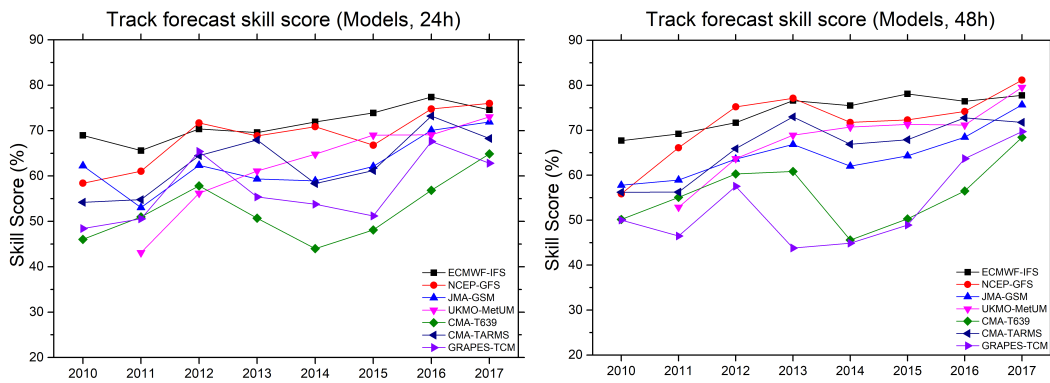 Track forecast skill score (Models, 24h)
90
80
70
60
50
40
30
20
Skill Score (%)
ECMWF-IFS
NCEP-GFS
JMA-GSM
UKMO-MetUM
CMA-T639
CMA-TARMS
GRAPES-TCM
2010 2011 2012 2013 2014 2015 2016 2017
Track forecast skill score (Models, 48h)
90
80
70
60
50
40
30
20
Skill Score (%)
ECMWF-IFS
NCEP-GFS
JMA-GSM
UKMO-MetUM
CMA-T639
CMA-TARMS
GRAPES-TCM
2010 2011 2012 2013 2014 2015 2016 2017